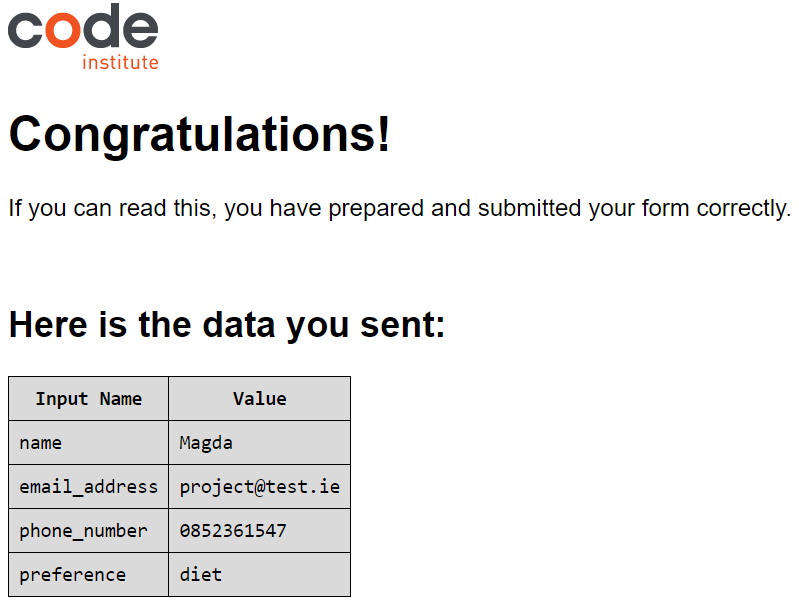 code
institute
Congratulations!
If you can read this, you have prepared and submitted your form correctly.
Here is the data you sent:
Input Name Value
name Magda
email_address project@test.ie
phone_number 0852361547
preference diet